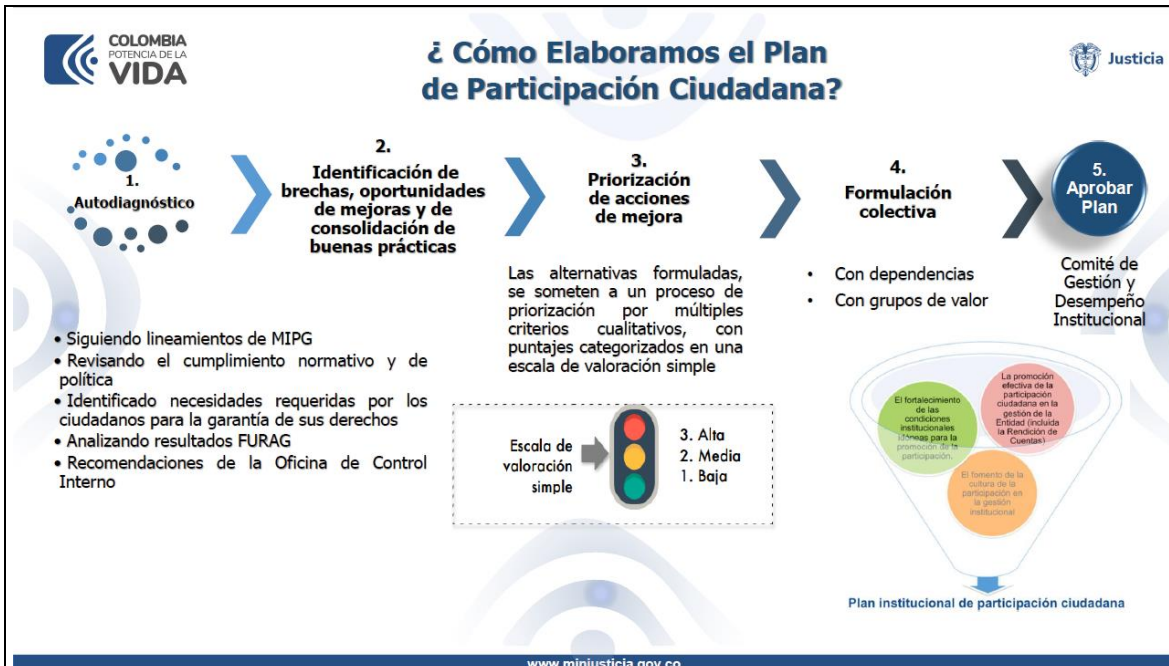 COLOMBIA
POTENCIA DE LA
VIDA
¿ Cómo Elaboramos el Plan
de Participación Ciudadana?
Justicia
1.
Autodiagnóstico
2.
Identificación de
brechas, oportunidades
de mejoras y de
consolidación de
buenas prácticas
3.
Priorización
de acciones
de mejora
4.
Formulación
colectiva
5.
Aprobar
Plan
• Siguiendo lineamientos de MIPG
• Revisando el cumplimiento normativo y de
política
• Identificado necesidades requeridas por los
ciudadanos para la garantía de sus derechos
• Analizando resultados FURAG
• Recomendaciones de la Oficina de Control
Interno
Las alternativas formuladas,
se someten a un proceso de
priorización por múltiples
criterios cualitativos, con
puntajes categorizados en una
escala de valoración simple
Escala de
valoración
simple
3. Alta
2. Media
1. Baja
• Con dependencias
• Con grupos de valor
Comité de
Gestión y
Desempeño
Institucional
El fortalecimiento
de las
condiciones
institucionales
idóneas para la
promoción de la
participación.
La promoción
efectiva de la
participación
ciudadana en la
gestión de la
Entidad (incluida
la Rendición de
Cuentas)
El fomento de la
cultura de la
participación en
la gestión
institucional
Plan institucional de participación ciudadana
www.minjusticia.gov.co